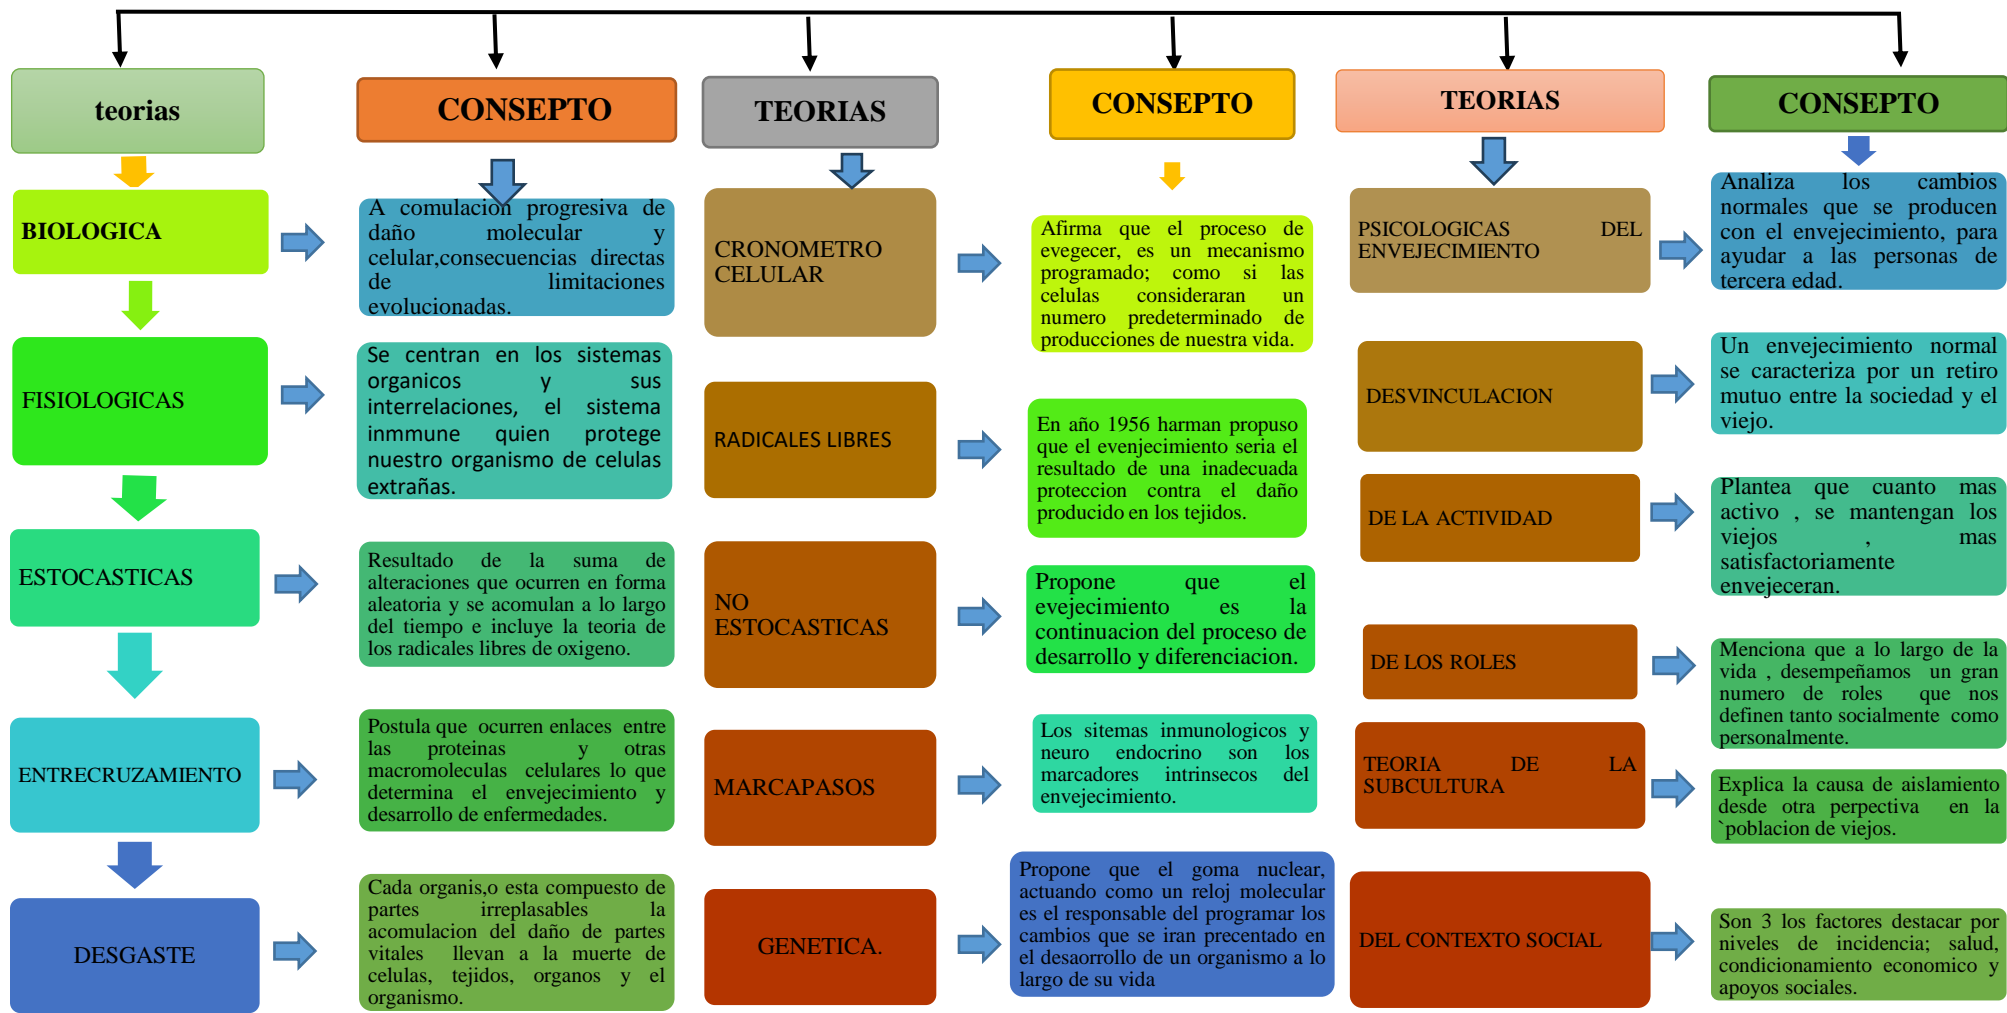 teorias
CONSEPTO
TEORIAS
CONSEPTO
TEORIAS
CONSEPTO
BIOLOGICA
A comulacion progresiva de
daño molecular y
celular,consecuencias directas
de limitaciones
evolucionadas.
FISIOLOGICAS
Se centran en los sistemas
organicos y sus
interrelaciones, el sistema
inmmune quien protege
nuestro organismo de celulas
extrañas.
ESTOCASTICAS
Resultado de la suma de
alteraciones que ocurren en forma
aleatoria y se acomulan a lo largo
del tiempo e incluye la teoria de
los radicales libres de oxigeno.
ENTRECRUZAMIENTO
Postula que ocurren enlaces entre
las proteinas y otras
macromoleculas celulares lo que
determina el envejecimiento y
desarrollo de enfermedades.
DESGASTE
Cada organis,o esta compuesto de
partes irreplasables la
acomulacion del daño de partes
vitales llevan a la muerte de
celulas, tejidos, organos y el
organismo.
CRONOMETRO
CELULAR
Afirma que el proceso de
evegecer, es un mecanismo
programado; como si las
celulas consideraran un
numero predeterminado de
producciones de nuestra vida.
RADICALES LIBRES
En año 1956 harman propuso
que el evenjecimiento seria el
resultado de una inadecuada
proteccion contra el daño
producido en los tejidos.
NO
ESTOCASTICAS
Propone que el
evejecimiento es la
continuacion del proceso de
desarrollo y diferenciacion.
MARCAPASOS
Los sitemas inmunologicos y
neuro endocrino son los
marcadores intrinsecos del
envejecimiento.
GENETICA.
Propone que el goma nuclear,
actuando como un reloj molecular
es el responsable del programar los
cambios que se iran precentado en
el desaorrollo de un organismo a lo
largo de su vida
PSICOLOGICAS DEL
ENVEJECIMIENTO
Analiza los cambios
normales que se producen
con el envejecimiento, para
ayudar a las personas de
tercera edad.
DESVINCULACION
Un envejecimiento normal
se caracteriza por un retiro
mutuo entre la sociedad y el
viejo.
DE LA ACTIVIDAD
Plantea que cuanto mas
activo , se mantengan los
viejos , mas
satisfactoriamente
envejeceran.
DE LOS ROLES
Menciona que a lo largo de la
vida , desempeñamos un gran
numero de roles que nos
definen tanto socialmente como
personalmente.
TEORIA DE LA
SUBCULTURA
Explica la causa de aislamiento
desde otra perpectiva en la
`poblacion de viejos.
DEL CONTEXTO SOCIAL
Son 3 los factores destacar por
niveles de incidencia; salud,
condicionamiento economico y
apoyos sociales.